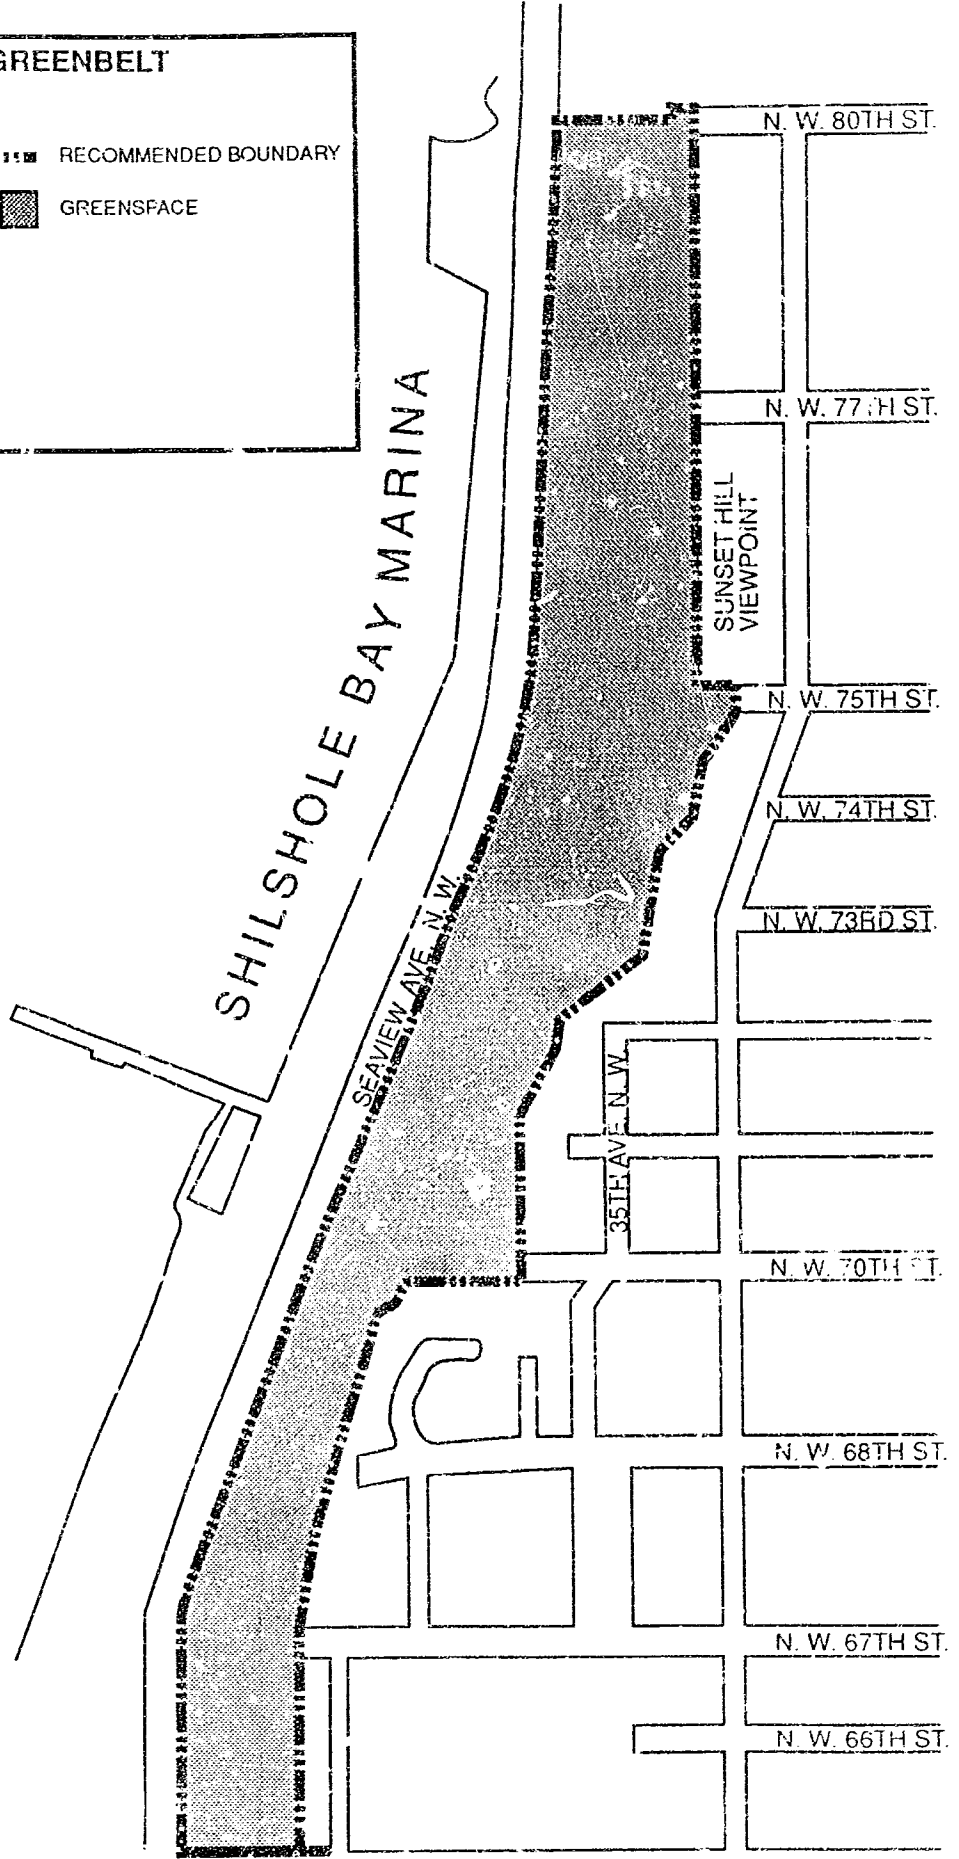 GREENBELT
RECOMMENDED BOUNDARY
GREENSPACE
N. W. 80TH ST.
N. W. 77TH ST.
SUNSET HILL
VIEWPOINT
SHILSHOLE BAY MARINA
N. W. 75TH ST.
N. W. 74TH ST.
N. W. 73RD ST.
SEAVIEW AVE. N. W.
35TH AVE N. W
N. W. 70TH ST.
N. W. 68TH ST.
N. W. 67TH ST.
N. W. 66TH ST.